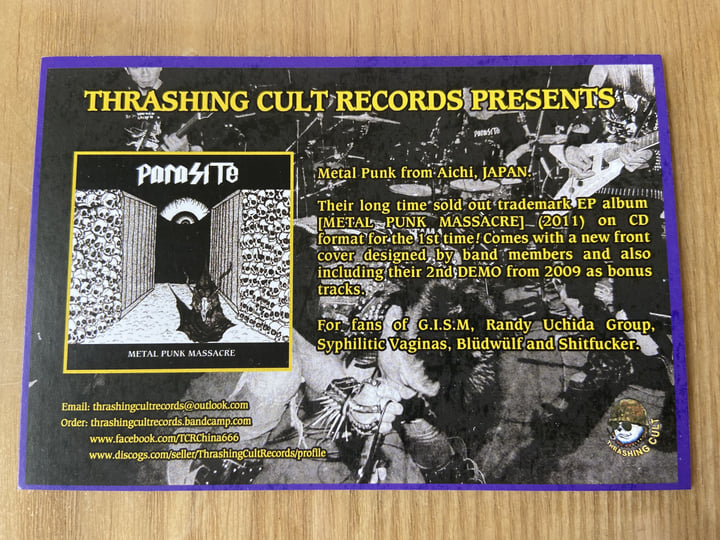 THRASHING CULT RECORDS PRESENTS
PARASITE
PARASITE
METAL PUNK MASSACRE
Metal Punk from Aichi, JAPAN.
Their long time sold out trademark EP album
[METAL PUNK MASSACRE] (2011) on CD
format for the 1st time! Comes with a new front
cover designed by band members and also
including their 2nd DEMO from 2009 as bonus
tracks.
For fans of G.I.S.M, Randy Uchida Group,
Syphilitic Vaginas, Blüdwülf and Shitfucker.
Email: thrashingcultrecords@outlook.com
Order: thrashingcultrecords.bandcamp.com
www.facebook.com/TCRChina666
www.discogs.com/seller/ThrashingCultRecords/profile
THRASHING CULT